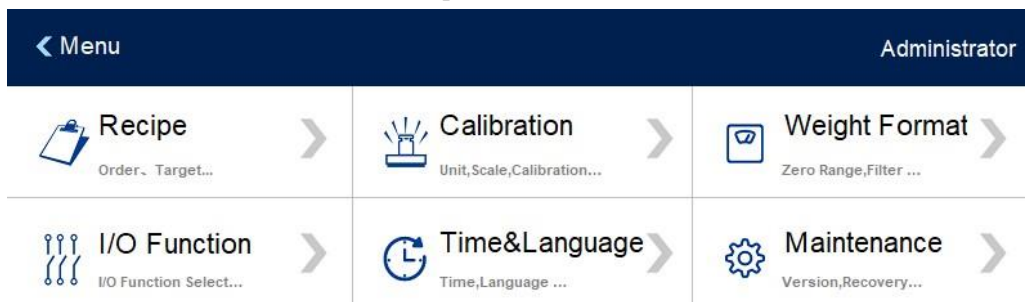 Menu
Administrator
Recipe
Order、Target...
Calibration
Unit,Scale,Calibration...
Weight Format
Zero Range,Filter ...
I/O Function
I/O Function Select...
Time&Language
Time,Language ...
Maintenance
Version,Recovery...